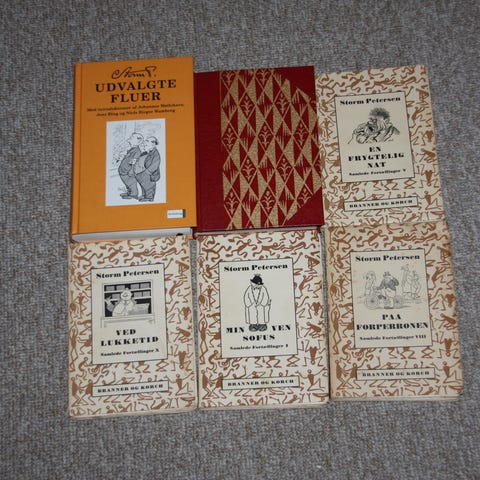 Storm P.
UDVALGTE
FLUER
Med introduktioner af Johannes Møllehave,
Jens Bing og Niels Birger Wamberg
Storm Petersen
EN
FRYGTELIG
NAT
Samlede Fortællinger V
BRANNER OG KORCH
Storm Petersen
VED
LUKKETID
Samlede Fortællinger X
BRANNER OG KORCH
Storm Petersen
MIN VEN
SOFUS
Samlede Fortællinger I
BRANNER OG KORCH
Storm Petersen
PAA
FORPERRONEN
Samlede Fortællinger VIII
BRANNER OG KORCH